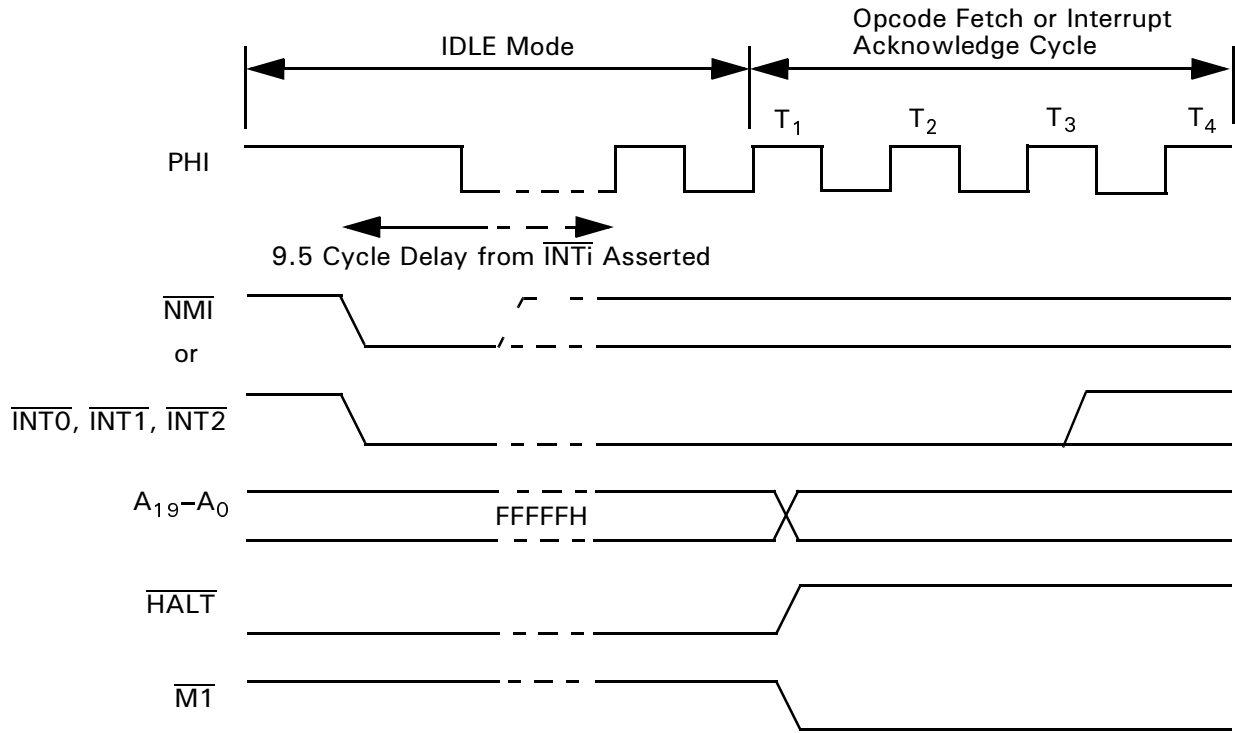 IDLE Mode
Opcode Fetch or Interrupt
Acknowledge Cycle
T1
T2
T3
T4
PHI
9.5 Cycle Delay from INTi Asserted
NMI
or
INT0, INT1, INT2
A19–A0
FFFFFH
HALT
M1